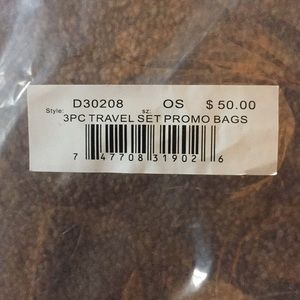 Style: D30208 sz: OS $ 50.00
3PC TRAVEL SET PROMO BAGS
7 47708 31902 6